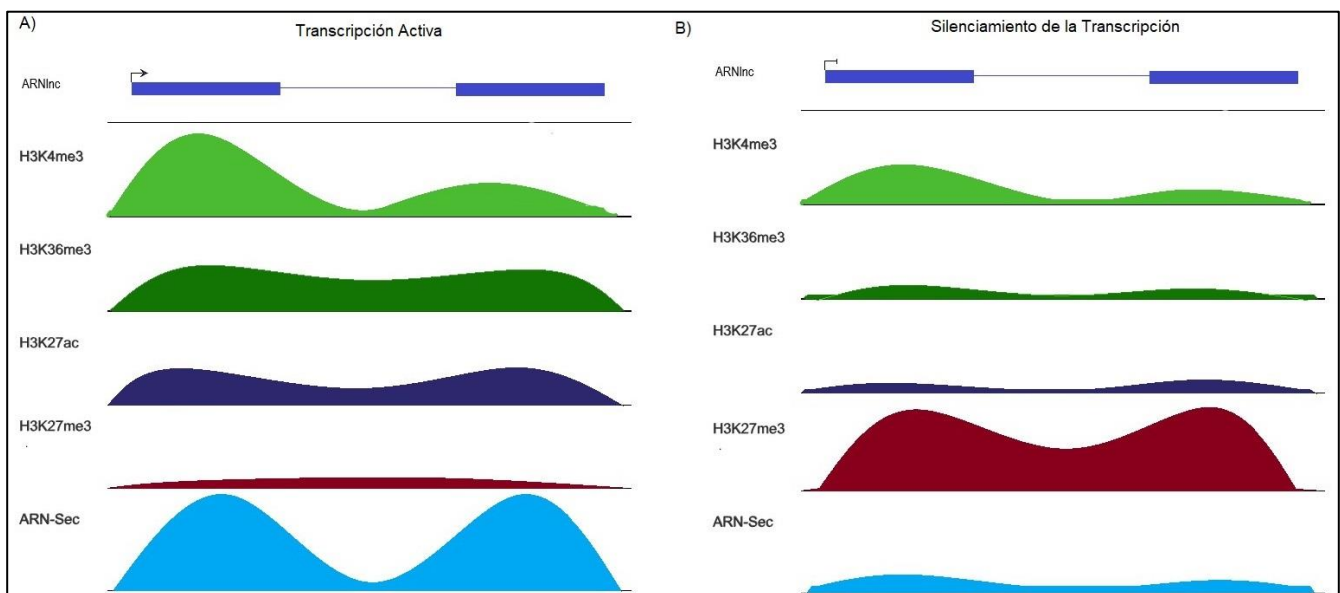 A)
Transcripción Activa
ARNlnc
H3K4me3
H3K36me3
H3K27ac
H3K27me3
ARN-Sec
B)
Silenciamiento de la Transcripción
ARNlnc
H3K4me3
H3K36me3
H3K27ac
H3K27me3
ARN-Sec